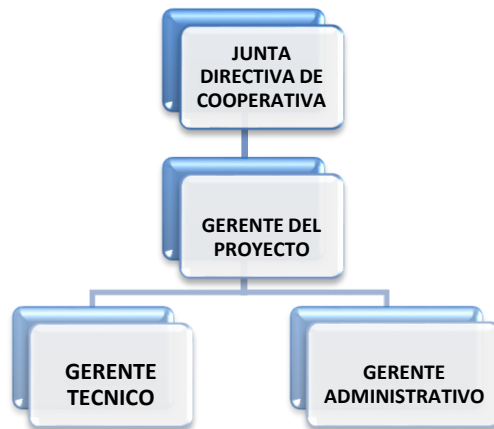 JUNTA
DIRECTIVA DE
COOPERATIVA
GERENTE DEL
PROYECTO
GERENTE
TECNICO
GERENTE
ADMINISTRATIVO